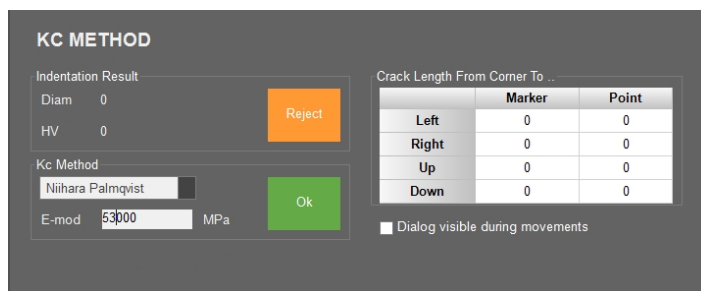 KC METHOD
Indentation Result
Diam 0
HV 0
Reject
Kc Method
Niihara Palmqvist
E-mod 53000 MPa
Ok
Crack Length From Corner To ..
Marker Point
Left 0 0
Right 0 0
Up 0 0
Down 0 0
Dialog visible during movements